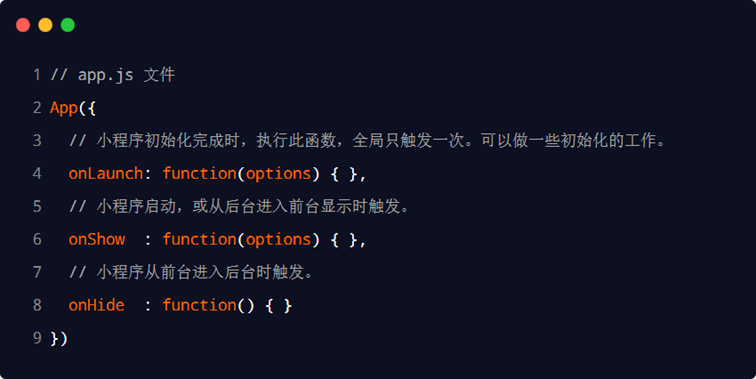 1 // app.js 文件
2 App({
3   // 小程序初始化完成时，执行此函数，全局只触发一次。可以做一些初始化的工作。
4   onLaunch: function(options) { },
5   // 小程序启动，或从后台进入前台显示时触发。
6   onShow  : function(options) { },
7   // 小程序从前台进入后台时触发。
8   onHide  : function() { }
9 })